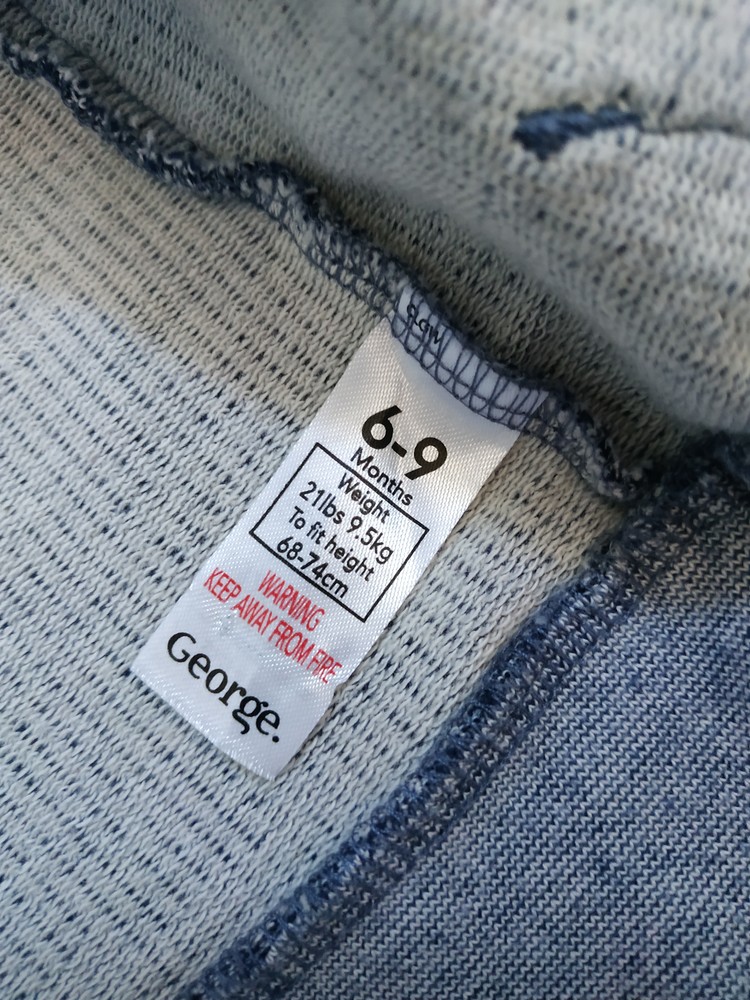 6-9
Months
Weight
21lbs 9.5kg
To fit height
68-74cm
WARNING
KEEP AWAY FROM FIRE
George.